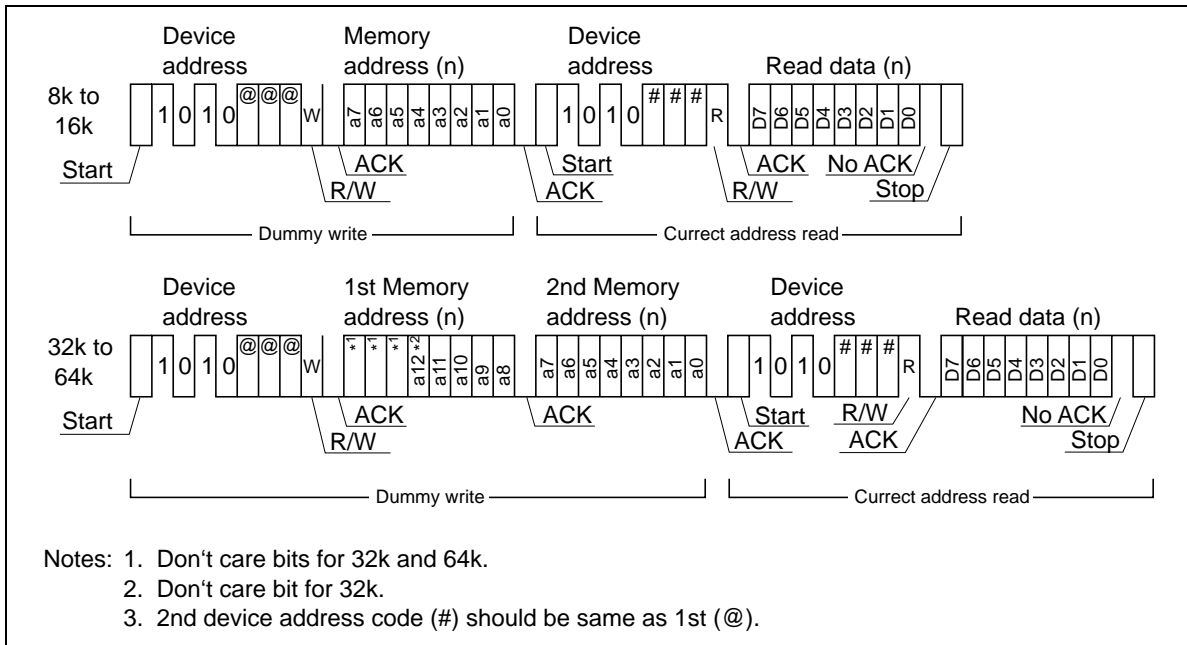 Device address Memory address (n) Device address Read data (n)
8k to 16k
1 0 1 0 @ @ @ W a7 a6 a5 a4 a3 a2 a1 a0 1 0 1 0 # # # R D7 D6 D5 D4 D3 D2 D1 D0
Start ACK Start ACK No ACK
R/W ACK R/W Stop
Dummy write Currect address read
Device address 1st Memory address (n) 2nd Memory address (n) Device address Read data (n)
32k to 64k
1 0 1 0 @ @ @ W *1 *1 *1 a12*2 a11 a10 a9 a8 a7 a6 a5 a4 a3 a2 a1 a0 1 0 1 0 # # # R D7 D6 D5 D4 D3 D2 D1 D0
Start ACK ACK Start R/W No ACK
R/W ACK ACK Stop
Dummy write Currect address read
Notes: 1. Don't care bits for 32k and 64k.
2. Don't care bit for 32k.
3. 2nd device address code (#) should be same as 1st (@).